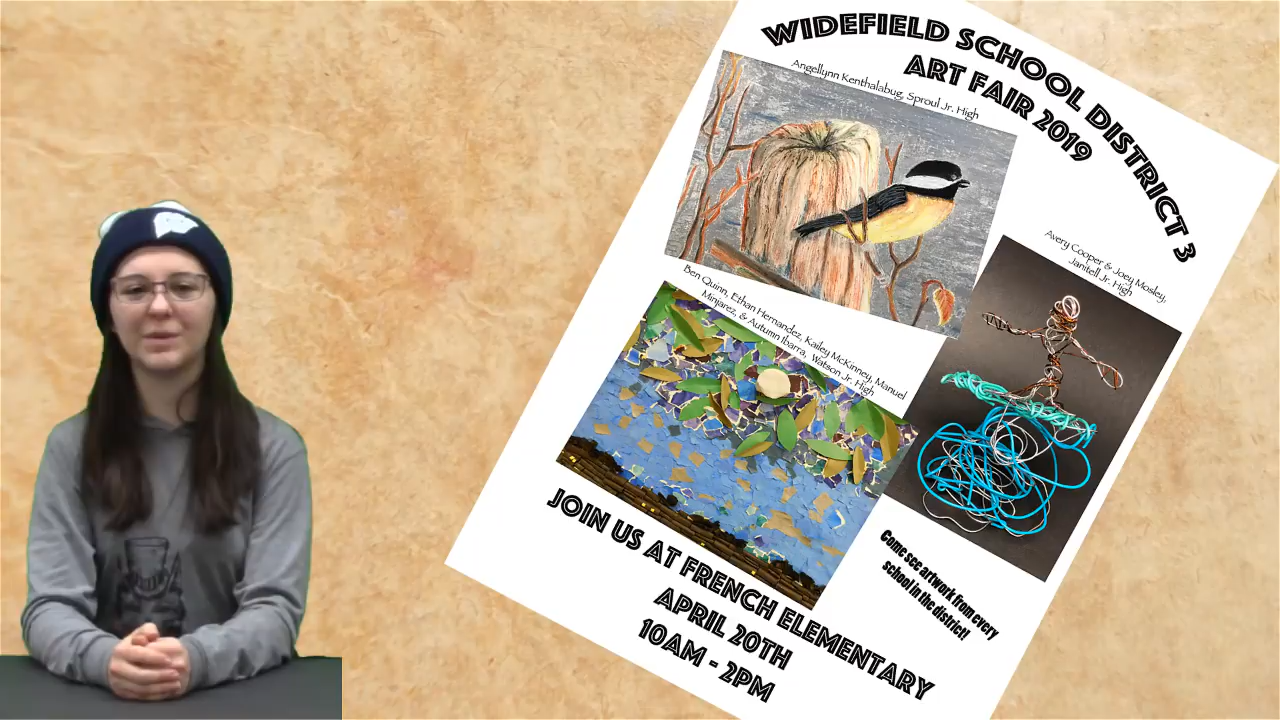 WIDEFIELD SCHOOL DISTRICT 3
ART FAIR 2019
Angellynn Kenthalabug, Sproul Jr. High
Avery Cooper & Joey Mosley,
Janitell Jr. High
Ben Quinn, Ethan Hernandez, Kailey McKinney, Manuel
Minjarez, & Autumn Ibarra, Watson Jr. High
Come see artwork from every
school in the district!
JOIN US AT FRENCH ELEMENTARY
APRIL 20TH
10AM - 2PM